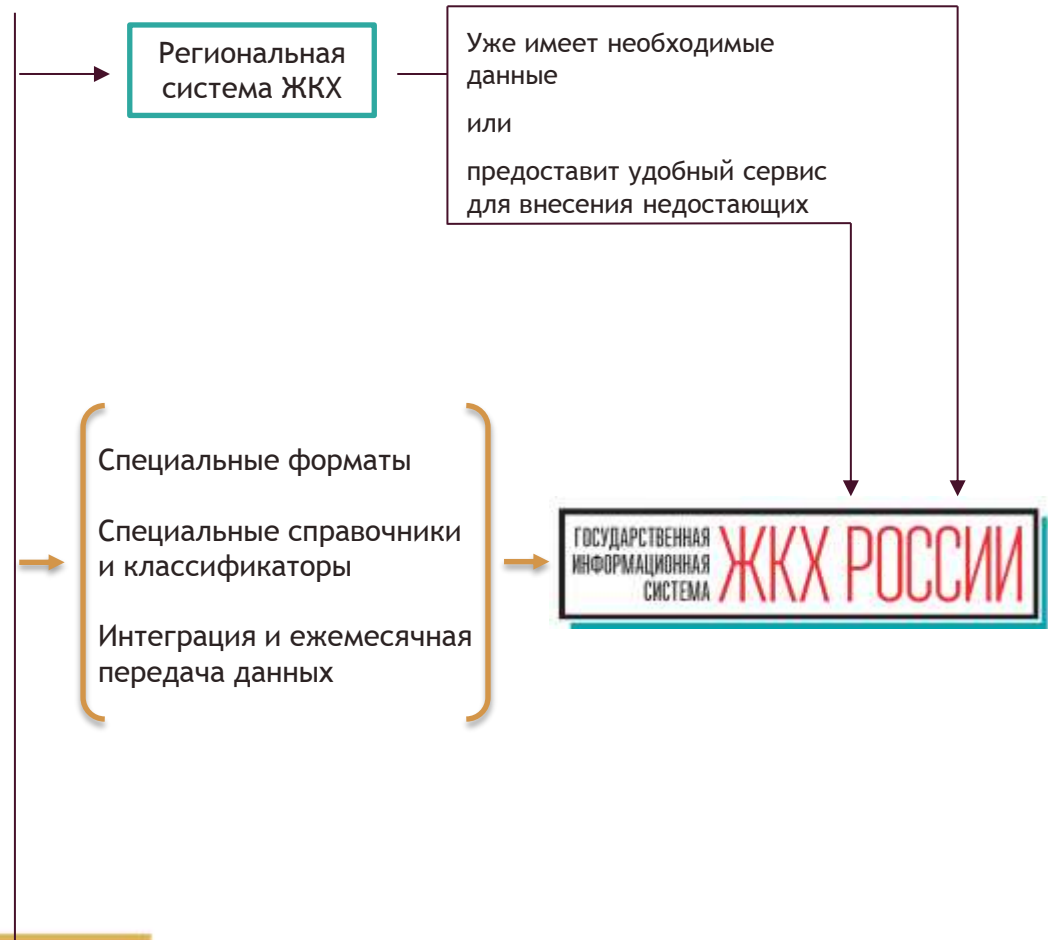 Региональная
система ЖКХ
Уже имеет необходимые
данные
или
предоставит удобный сервис
для внесения недостающих
Специальные форматы
Специальные справочники
и классификаторы
Интеграция и ежемесячная
передача данных
ГОСУДАРСТВЕННАЯ
ИНФОРМАЦИОННАЯ
СИСТЕМА
ЖКХ РОССИИ